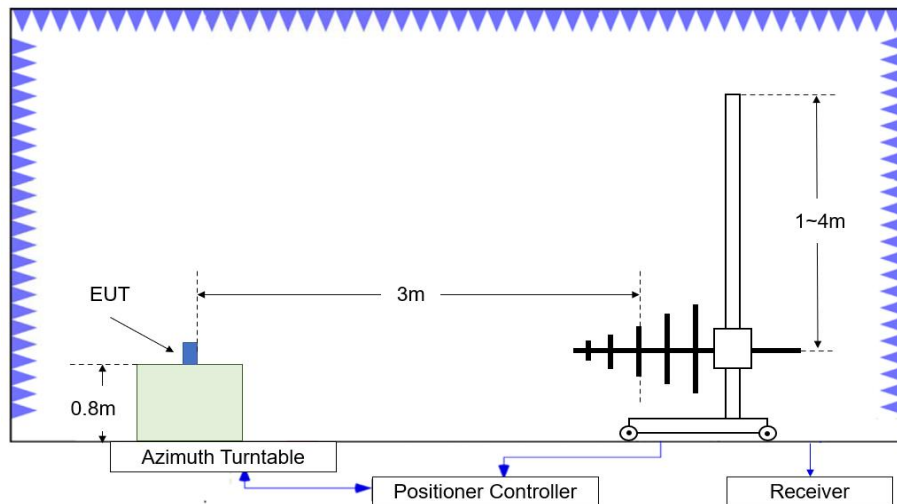 1~4m
EUT
3m
0.8m
Azimuth Turntable
Positioner Controller
Receiver